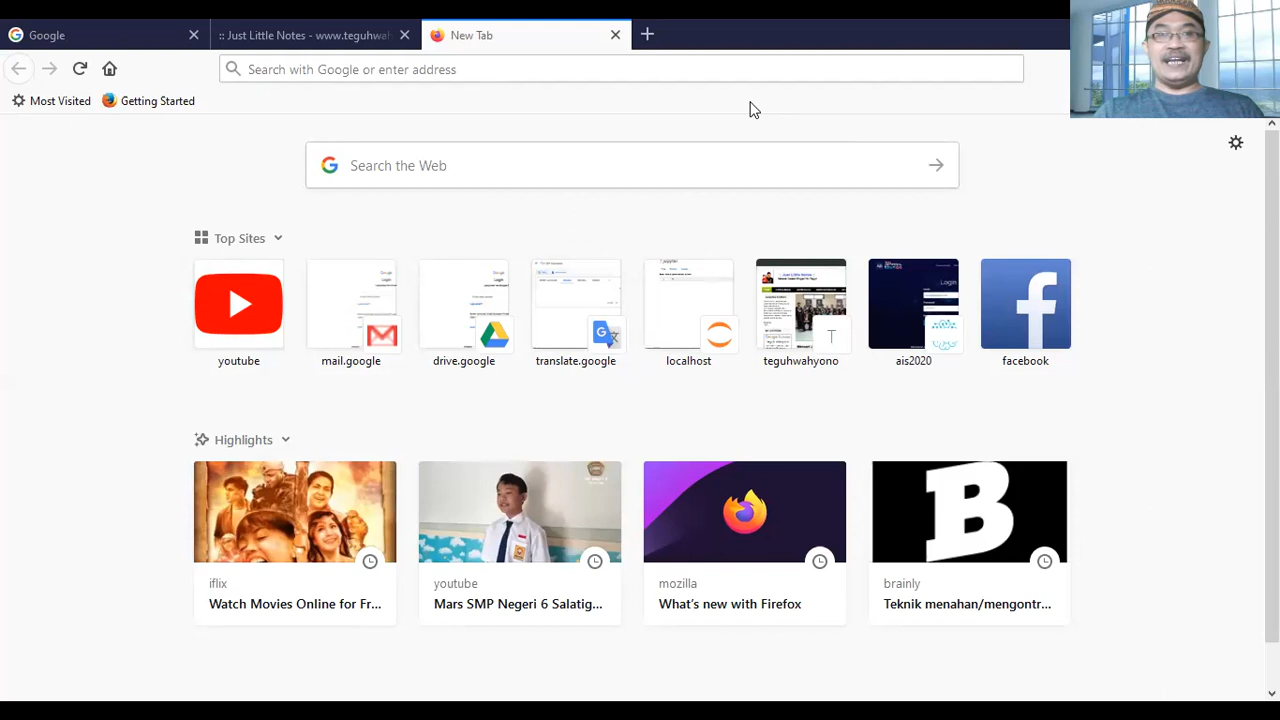 Google
:: Just Little Notes - www.teguhwah
New Tab
Search with Google or enter address
Most Visited
Getting Started
Search the Web
Top Sites
youtube
mail.google
drive.google
translate.google
localhost
teguhwahyono
ais2020
facebook
Highlights
iflix
youtube
mozilla
brainly
Watch Movies Online for Fr...
Mars SMP Negeri 6 Salatig...
What's new with Firefox
Teknik menahan/mengontr...